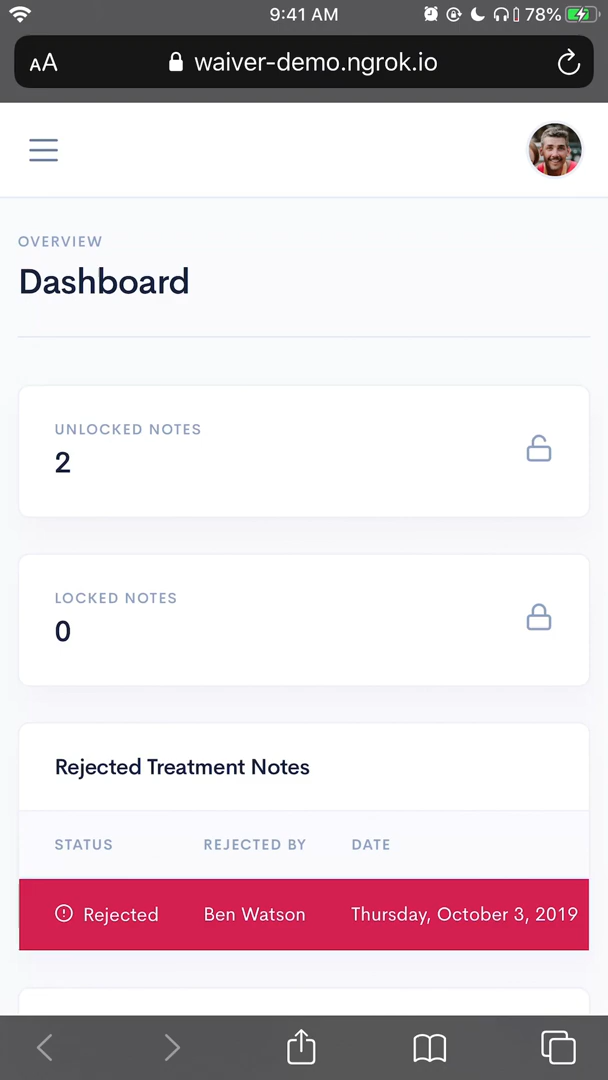 9:41 AM 78%
AA waiver-demo.ngrok.io
OVERVIEW
Dashboard
UNLOCKED NOTES
2
LOCKED NOTES
0
Rejected Treatment Notes
STATUS REJECTED BY DATE
Rejected Ben Watson Thursday, October 3, 2019